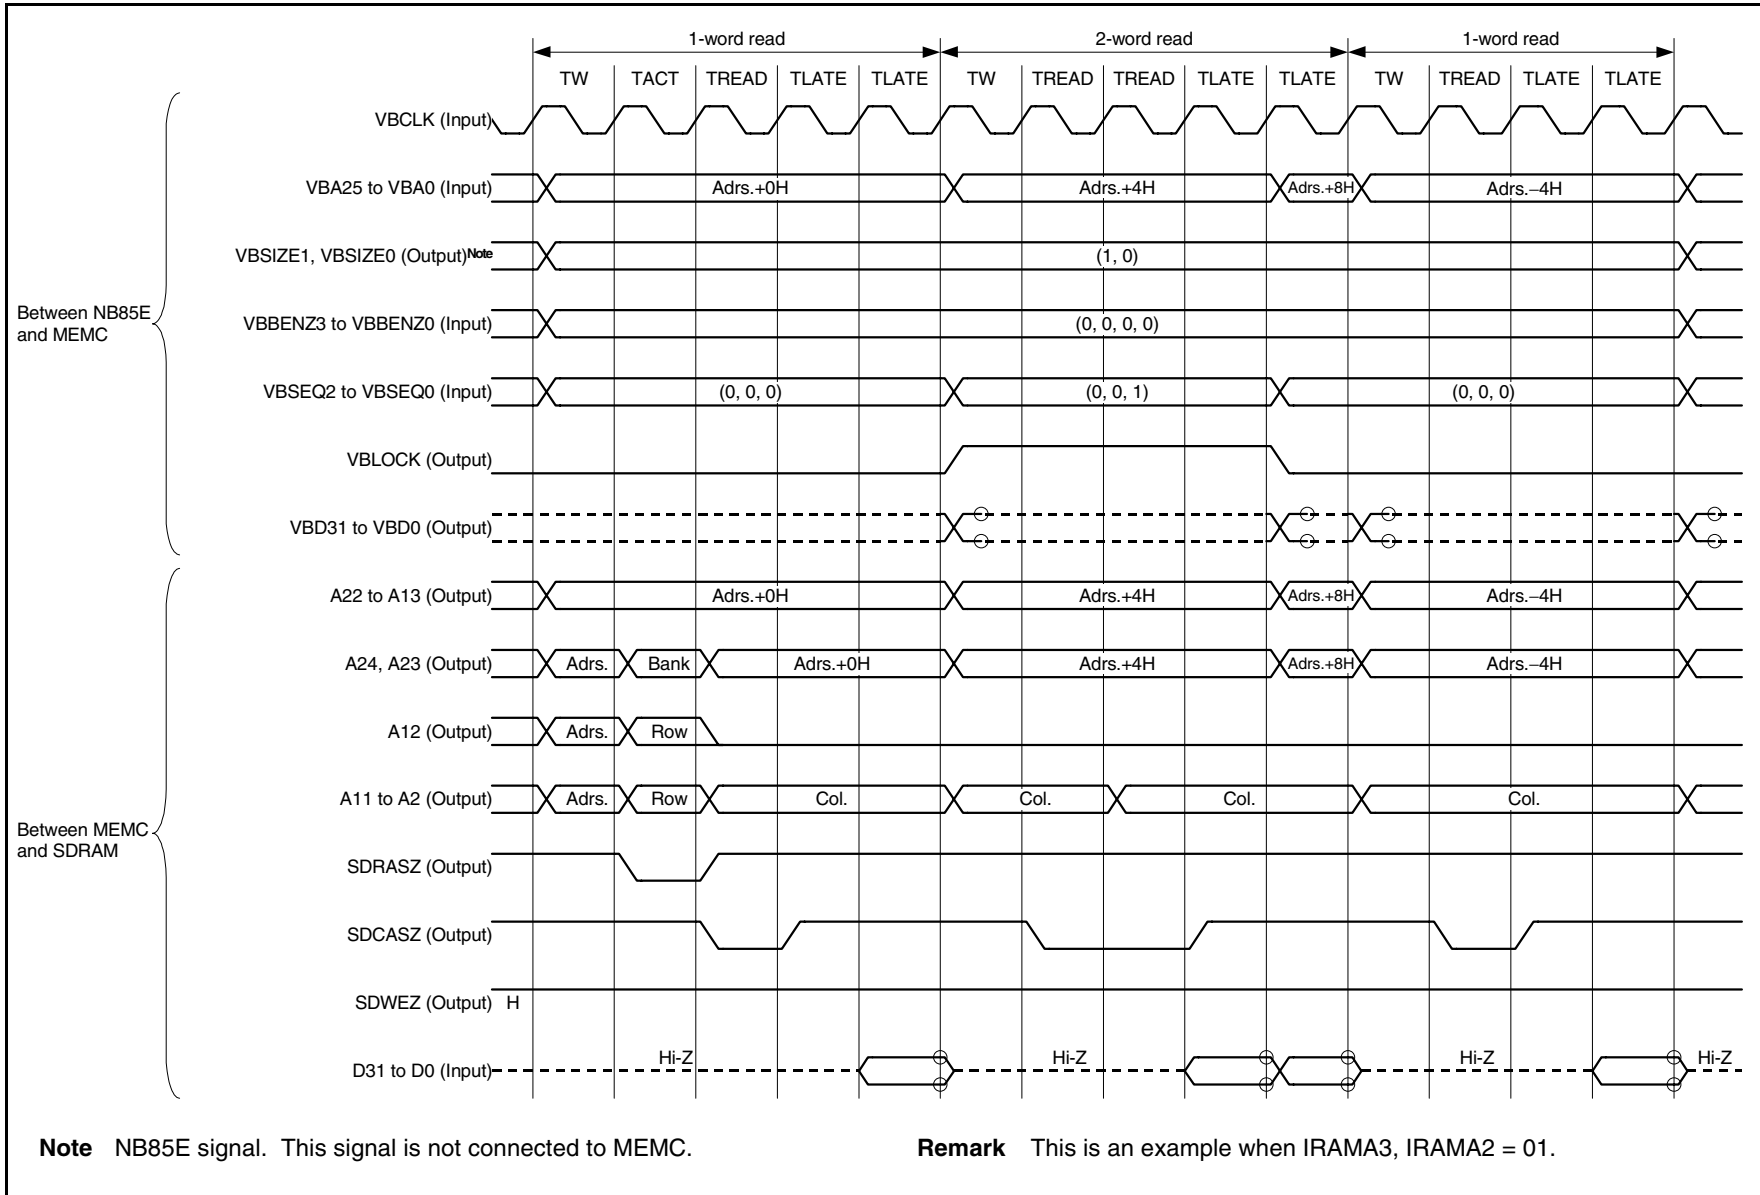 1-word read 2-word read 1-word read
TW TACT TREAD TLATE TLATE TW TREAD TREAD TLATE TLATE TW TREAD TLATE TLATE
VBCLK (Input)
VBA25 to VBA0 (Input) Adrs.+0H Adrs.+4H Adrs.+8H Adrs.–4H
VBSIZE1, VBSIZE0 (Output)Note (1, 0)
Between NB85E
and MEMC
VBBENZ3 to VBBENZ0 (Input) (0, 0, 0, 0)
VBSEQ2 to VBSEQ0 (Input) (0, 0, 0) (0, 0, 1) (0, 0, 0)
VBLOCK (Output)
VBD31 to VBD0 (Output)
A22 to A13 (Output) Adrs.+0H Adrs.+4H Adrs.+8H Adrs.–4H
A24, A23 (Output) Adrs. Bank Adrs.+0H Adrs.+4H Adrs.+8H Adrs.–4H
A12 (Output) Adrs. Row
A11 to A2 (Output) Adrs. Row Col. Col. Col. Col.
Between MEMC
and SDRAM
SDRASZ (Output)
SDCASZ (Output)
SDWEZ (Output) H
D31 to D0 (Input) Hi-Z Hi-Z Hi-Z Hi-Z
Note NB85E signal. This signal is not connected to MEMC.
Remark This is an example when IRAMA3, IRAMA2 = 01.